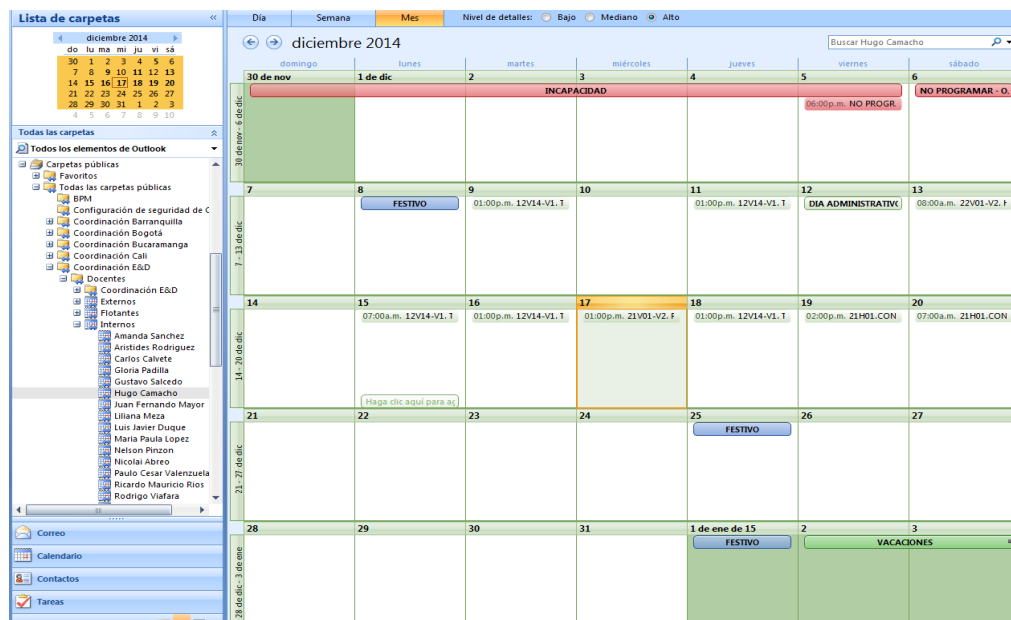 Lista de carpetas «
diciembre 2014
do lu ma mi ju vi sá
30 1 2 3 4 5 6
7 8 9 10 11 12 13
14 15 16 17 18 19 20
21 22 23 24 25 26 27
28 29 30 31 1 2 3
4 5 6 7 8 9 10
Todas las carpetas
Todos los elementos de Outlook
Carpetas públicas
Favoritos
Todas las carpetas públicas
BPM
Configuración de seguridad de C
Coordinación Barranquilla
Coordinación Bogotá
Coordinación Bucaramanga
Coordinación Cali
Coordinación E&D
Docentes
Coordinación E&D
Externos
Flotantes
Internos
Amanda Sanchez
Aristides Rodriguez
Carlos Calvete
Gloria Padilla
Gustavo Salcedo
Hugo Camacho
Juan Fernando Mayor
Liliana Meza
Luis Javier Duque
Maria Paula Lopez
Nelson Pinzon
Nicolai Abreo
Paulo Cesar Valenzuela
Ricardo Mauricio Rios
Rodrigo Viafara
Correo
Calendario
Contactos
Tareas
Día Semana Mes Nivel de detalles: Bajo Mediano Alto
diciembre 2014 Buscar Hugo Camacho
domingo lunes martes miércoles jueves viernes sábado
30 de nov - 6 de dic
30 de nov 1 de dic 2 3 4 5 6
INCAPACIDAD NO PROGRAMAR - O.
06:00p.m. NO PROGR.
7 - 13 de dic
7 8 9 10 11 12 13
FESTIVO 01:00p.m. 12V14-V1. T 01:00p.m. 12V14-V1. T DIA ADMINISTRATIV( 08:00a.m. 22V01-V2. H
14 - 20 de dic
14 15 16 17 18 19 20
07:00a.m. 12V14-V1. T 01:00p.m. 12V14-V1. T 01:00p.m. 21V01-V2. F 01:00p.m. 12V14-V1. T 02:00p.m. 21H01.CON 07:00a.m. 21H01.CON
Haga clic aquí para ag
21 - 27 de dic
21 22 23 24 25 26 27
FESTIVO
28 de dic - 3 de ene
28 29 30 31 1 de ene de 15 2 3
FESTIVO VACACIONES